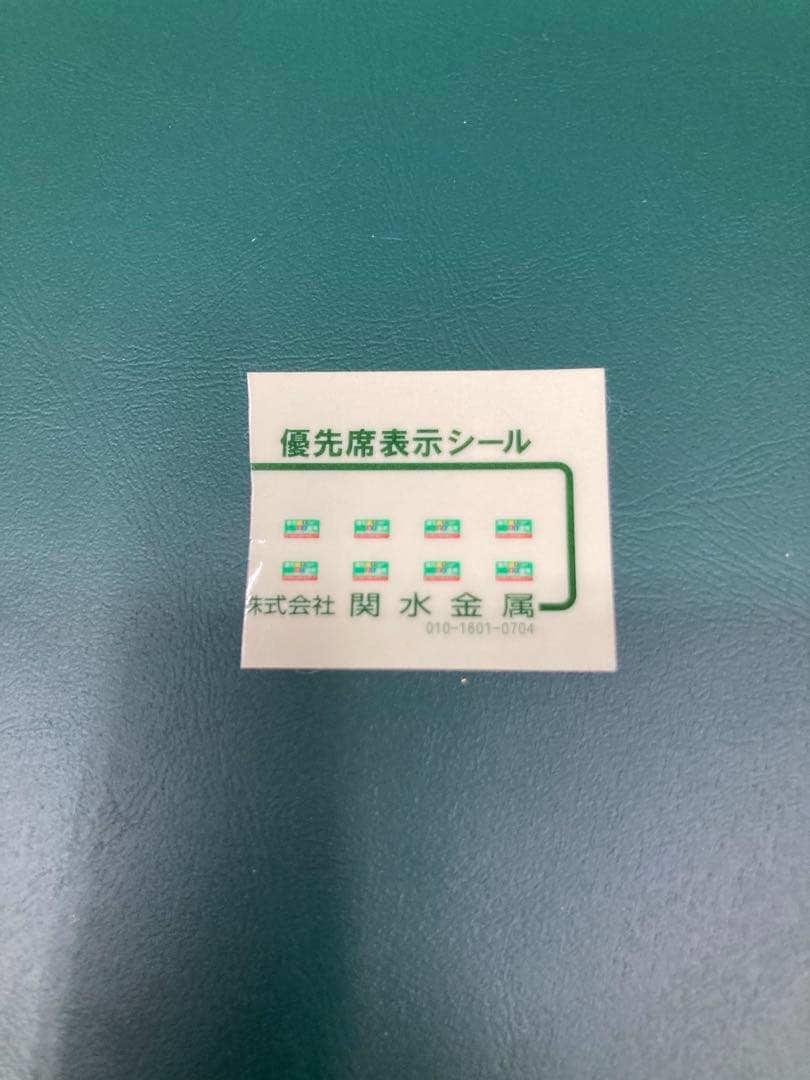 優先席表示シール
株式会社 関水金属
010-1601-0704